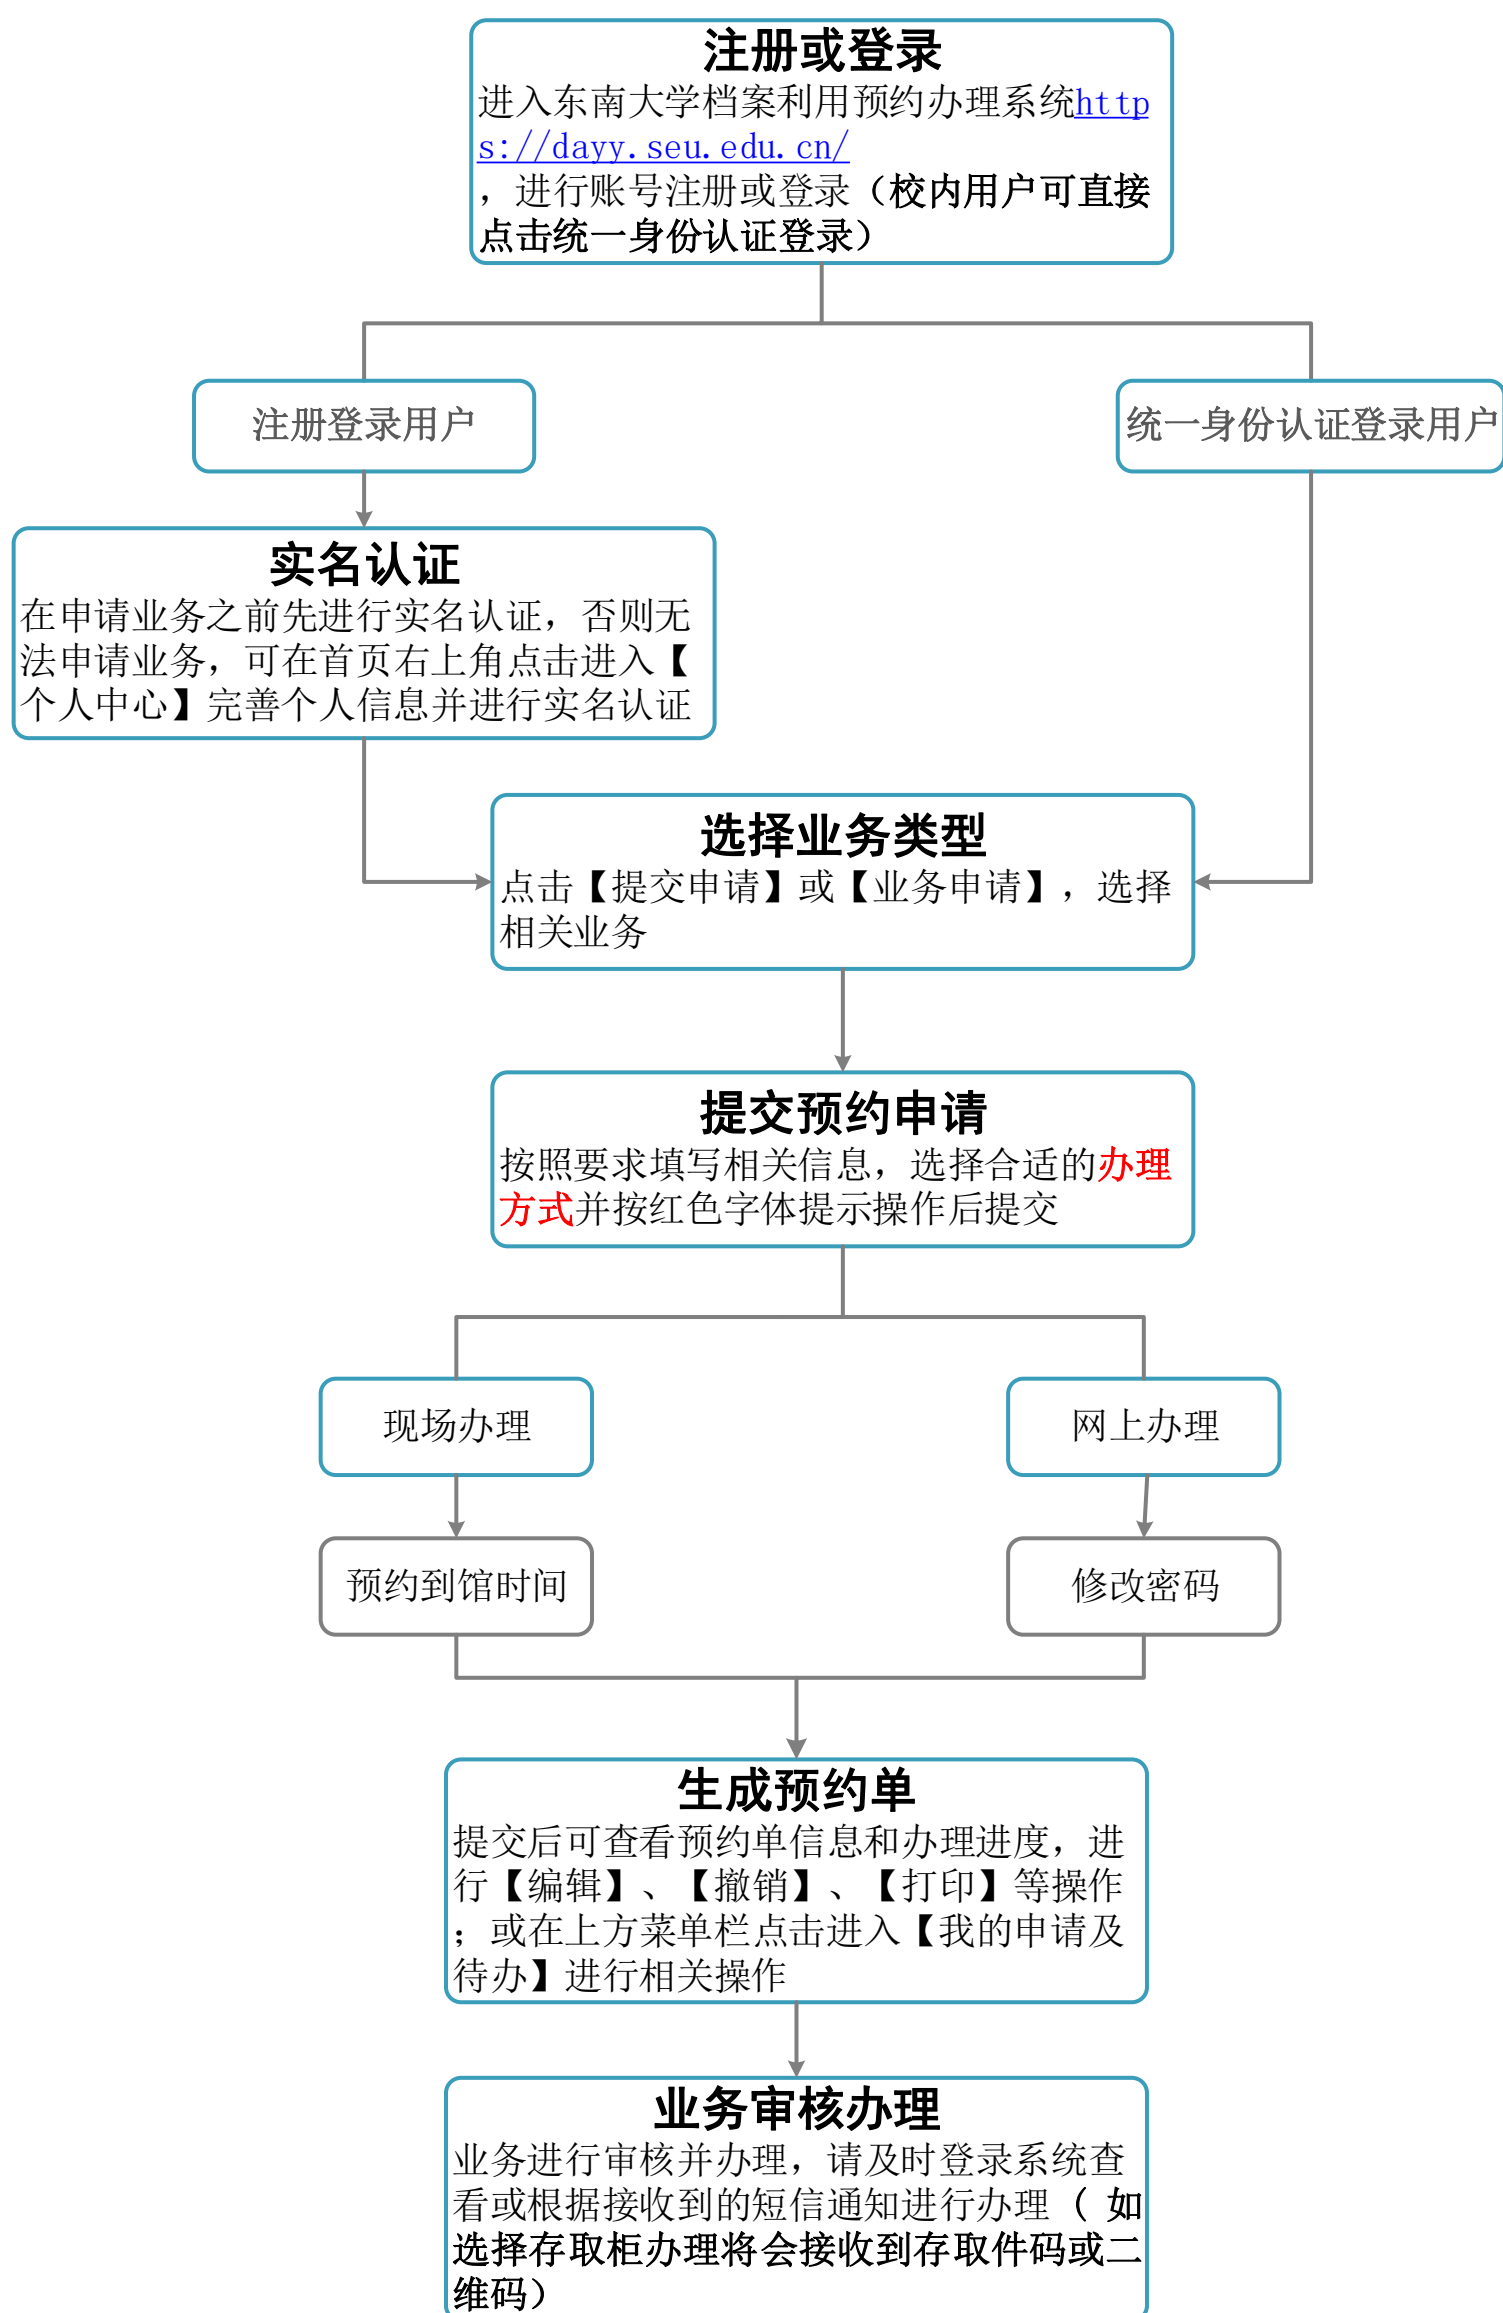 注册或登录
进入东南大学档案利用预约办理系统http
s://dayy.seu.edu.cn/
，进行账号注册或登录（校内用户可直接
点击统一身份认证登录）
注册登录用户
统一身份认证登录用户
实名认证
在申请业务之前先进行实名认证，否则无
法申请业务，可在首页右上角点击进入【
个人中心】完善个人信息并进行实名认证
选择业务类型
点击【提交申请】或【业务申请】，选择
相关业务
提交预约申请
按照要求填写相关信息，选择合适的办理
方式并按红色字体提示操作后提交
现场办理
网上办理
预约到馆时间
修改密码
生成预约单
提交后可查看预约单信息和办理进度，进
行【编辑】、【撤销】、【打印】等操作
；或在上方菜单栏点击进入【我的申请及
待办】进行相关操作
业务审核办理
业务进行审核并办理，请及时登录系统查
看或根据接收到的短信通知进行办理（ 如
选择存取柜办理将会接收到存取件码或二
维码）